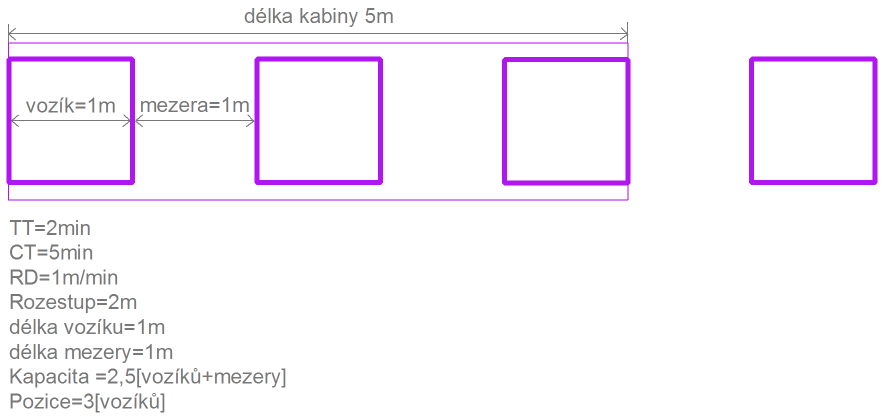 délka kabiny 5m
vozík=1m
mezera=1m
TT=2min
CT=5min
RD=1m/min
Rozestup=2m
délka vozíku=1m
délka mezery=1m
Kapacita =2,5[vozíků+mezery]
Pozice=3[vozíků]